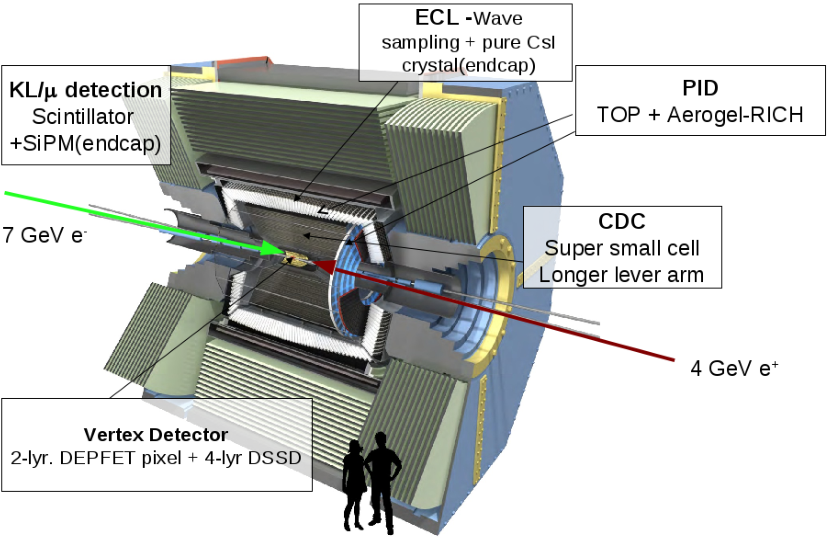 ECL -Wave
sampling + pure CsI
crystal(endcap)
KL/μ detection
Scintillator
+SiPM(endcap)
PID
TOP + Aerogel-RICH
7 GeV e-
CDC
Super small cell
Longer lever arm
4 GeV e+
Vertex Detector
2-lyr. DEPFET pixel + 4-lyr DSSD